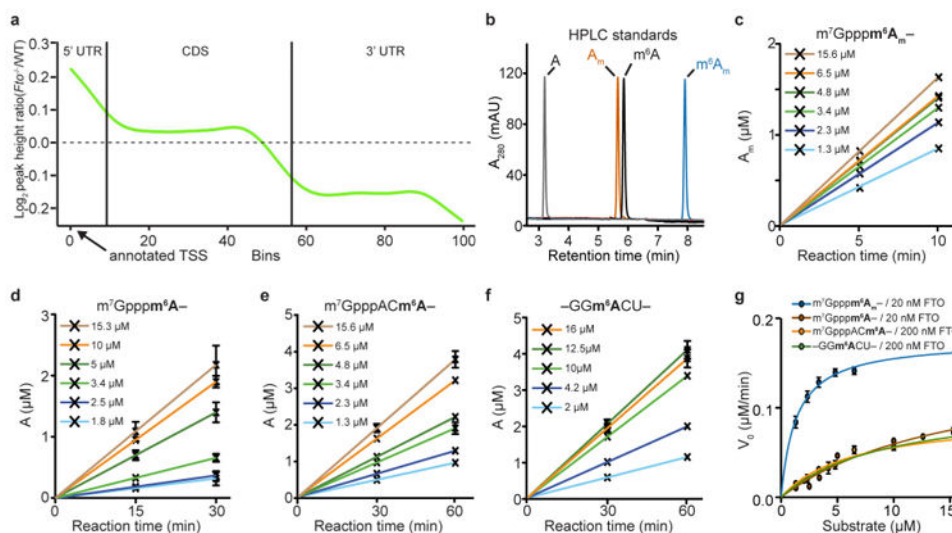 a
Log₂ peak height ratio(Fto⁻/⁻/WT)
5' UTR
CDS
3' UTR
0.3
0.2
0.1
0.0
-0.1
-0.2
0
20
40
60
80
100
annotated TSS
Bins
b
HPLC standards
A
Aₘ
m⁶A
m⁶Aₘ
A₂₈₀ (mAU)
120
80
40
0
3
4
5
6
7
8
Retention time (min)
c
m⁷Gpppm⁶Aₘ–
15.6 µM
6.5 µM
4.8 µM
3.4 µM
2.3 µM
1.3 µM
Aₘ (µM)
2
1
0
0
5
10
Reaction time (min)
d
m⁷Gpppm⁶A–
15.3 µM
10 µM
5 µM
3.4 µM
2.5 µM
1.8 µM
A (µM)
3
2
1
0
0
15
30
Reaction time (min)
e
m⁷GpppACm⁶A–
15.6 µM
6.5 µM
4.8 µM
3.4 µM
2.3 µM
1.3 µM
A (µM)
5
4
3
2
1
0
0
30
60
Reaction time (min)
f
–GGm⁶ACU–
16 µM
12.5µM
10µM
4.2 µM
2 µM
A (µM)
5
4
3
2
1
0
0
30
60
Reaction time (min)
g
m⁷Gpppm⁶Aₘ– / 20 nM FTO
m⁷Gpppm⁶A– / 20 nM FTO
m⁷GpppACm⁶A– / 200 nM FTO
–GGm⁶ACU– / 200 nM FTO
V₀ (µM/min)
0.2
0.1
0.0
0
5
10
15
Substrate (µM)